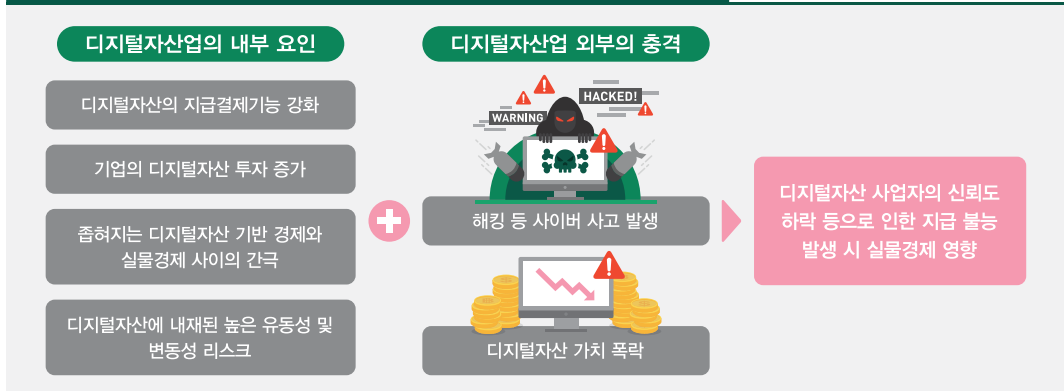 디지털자산업의 내부 요인
디지털자산의 지급결제기능 강화
기업의 디지털자산 투자 증가
좁혀지는 디지털자산 기반 경제와
실물경제 사이의 간극
디지털자산에 내재된 높은 유동성 및
변동성 리스크
디지털자산업 외부의 충격
HACKED!
WARNING
해킹 등 사이버 사고 발생
디지털자산 가치 폭락
디지털자산 사업자의 신뢰도
하락 등으로 인한 지급 불능
발생 시 실물경제 영향